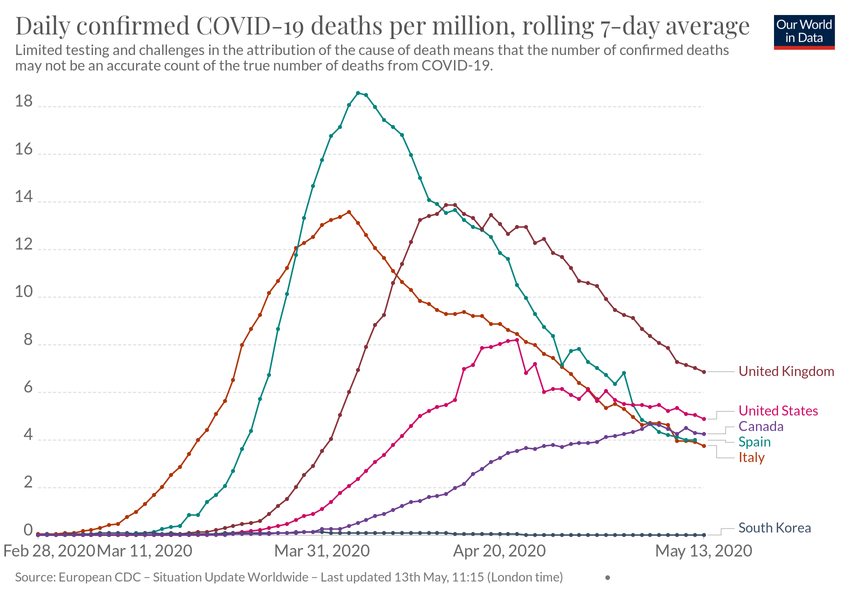 Daily confirmed COVID-19 deaths per million, rolling 7-day average
Our World
in Data
Limited testing and challenges in the attribution of the cause of death means that the number of confirmed deaths
may not be an accurate count of the true number of deaths from COVID-19.
18
16
14
12
10
8
6
4
2
0
United Kingdom
United States
Canada
Spain
Italy
South Korea
Feb 28, 2020 Mar 11, 2020 Mar 31, 2020 Apr 20, 2020 May 13, 2020
Source: European CDC – Situation Update Worldwide – Last updated 13th May, 11:15 (London time)